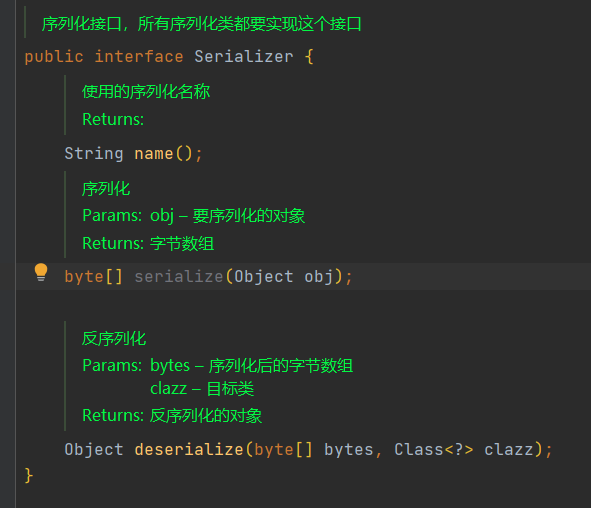 序列化接口，所有序列化类都要实现这个接口
public interface Serializer {
使用的序列化名称
Returns:
String name();
序列化
Params: obj – 要序列化的对象
Returns: 字节数组
byte[] serialize(Object obj);
反序列化
Params: bytes – 序列化后的字节数组
clazz – 目标类
Returns: 反序列化的对象
Object deserialize(byte[] bytes, Class<?> clazz);
}